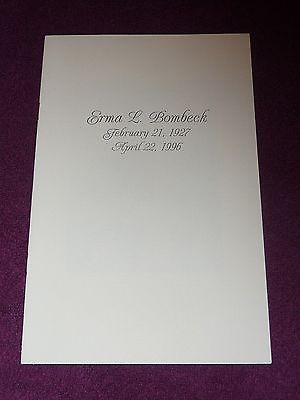 Erma L. Bombeck
February 21, 1927
April 22, 1996